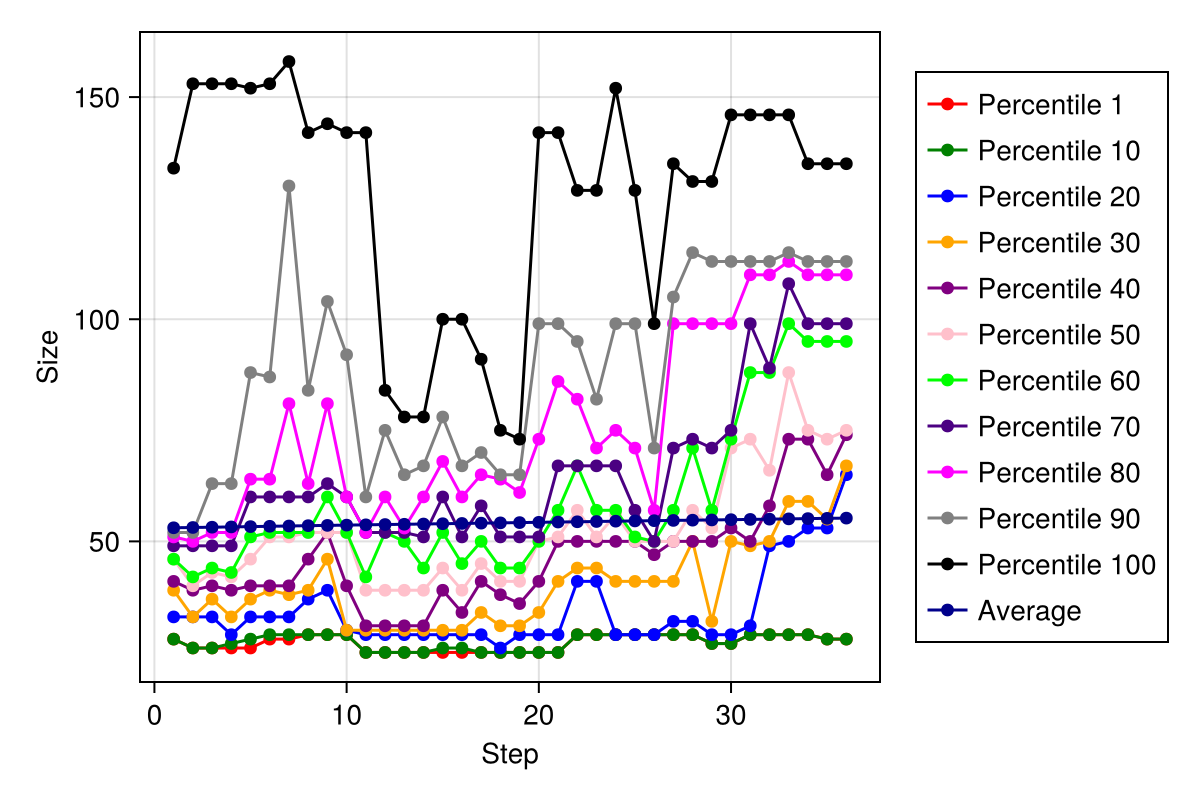 150
100
50
Size
0
10
20
30
Step
Percentile 1
Percentile 10
Percentile 20
Percentile 30
Percentile 40
Percentile 50
Percentile 60
Percentile 70
Percentile 80
Percentile 90
Percentile 100
Average